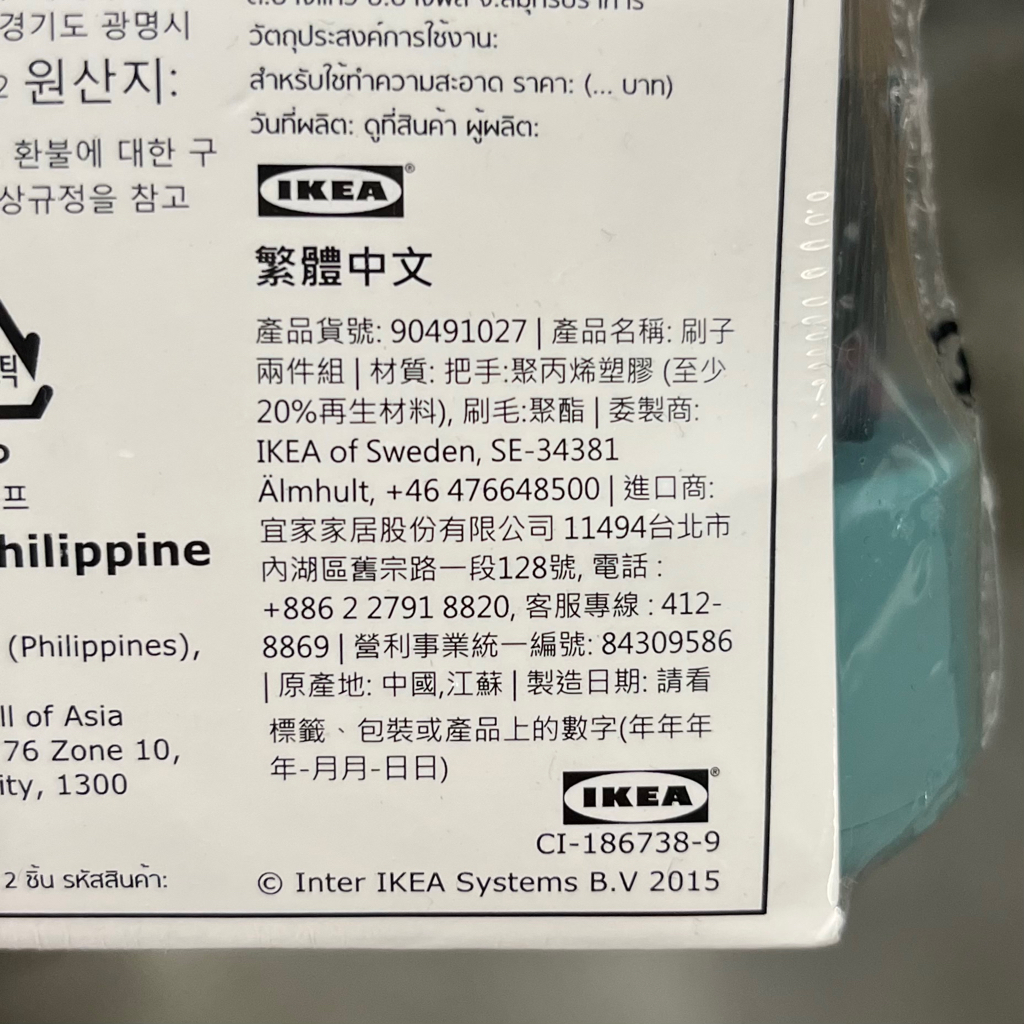 경기도 광명시
2 원산지:
환불에 대한 구
상규정을 참고
틱
프
hilippine
(Philippines),
ll of Asia
76 Zone 10,
ity, 1300
2 ชิ้น รหัสสินค้า:
วัตถุประสงค์การใช้งาน:
สำหรับใช้ทำความสะอาด ราคา: (... บาท)
วันที่ผลิต: ดูที่สินค้า ผู้ผลิต:
IKEA®
繁體中文
產品貨號: 90491027 | 產品名稱: 刷子
兩件組 | 材質: 把手:聚丙烯塑膠 (至少
20%再生材料), 刷毛:聚酯 | 委製商:
IKEA of Sweden, SE-34381
Älmhult, +46 476648500 | 進口商:
宜家家居股份有限公司 11494台北市
內湖區舊宗路一段128號, 電話 :
+886 2 2791 8820, 客服專線 : 412-
8869 | 營利事業統一編號: 84309586
| 原產地: 中國,江蘇 | 製造日期: 請看
標籤、包裝或產品上的數字(年年年
年-月月-日日)
IKEA®
CI-186738-9
© Inter IKEA Systems B.V 2015